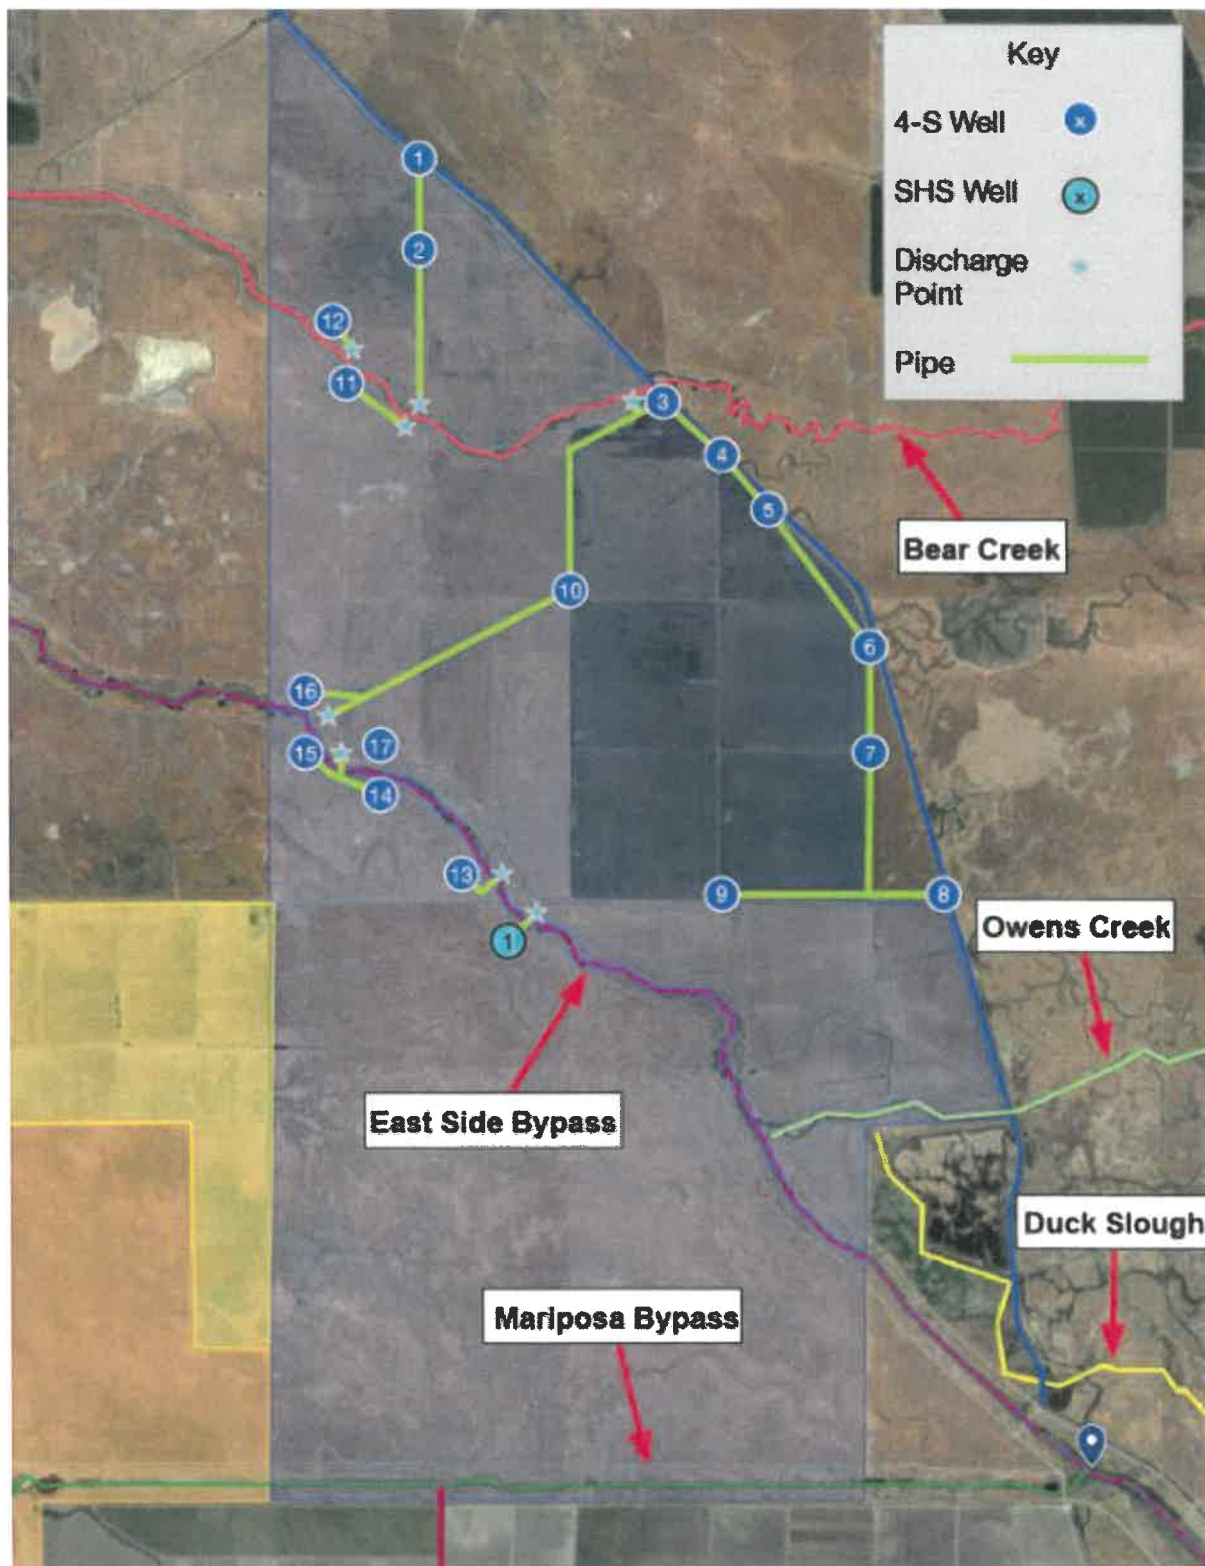 Key
4-S Well x
SHS Well x
Discharge
Point
Pipe
1
2
12
11
3
4
5
Bear Creek
10
6
16
15
17
7
14
13
9
8
1
Owens Creek
East Side Bypass
Duck Slough
Mariposa Bypass